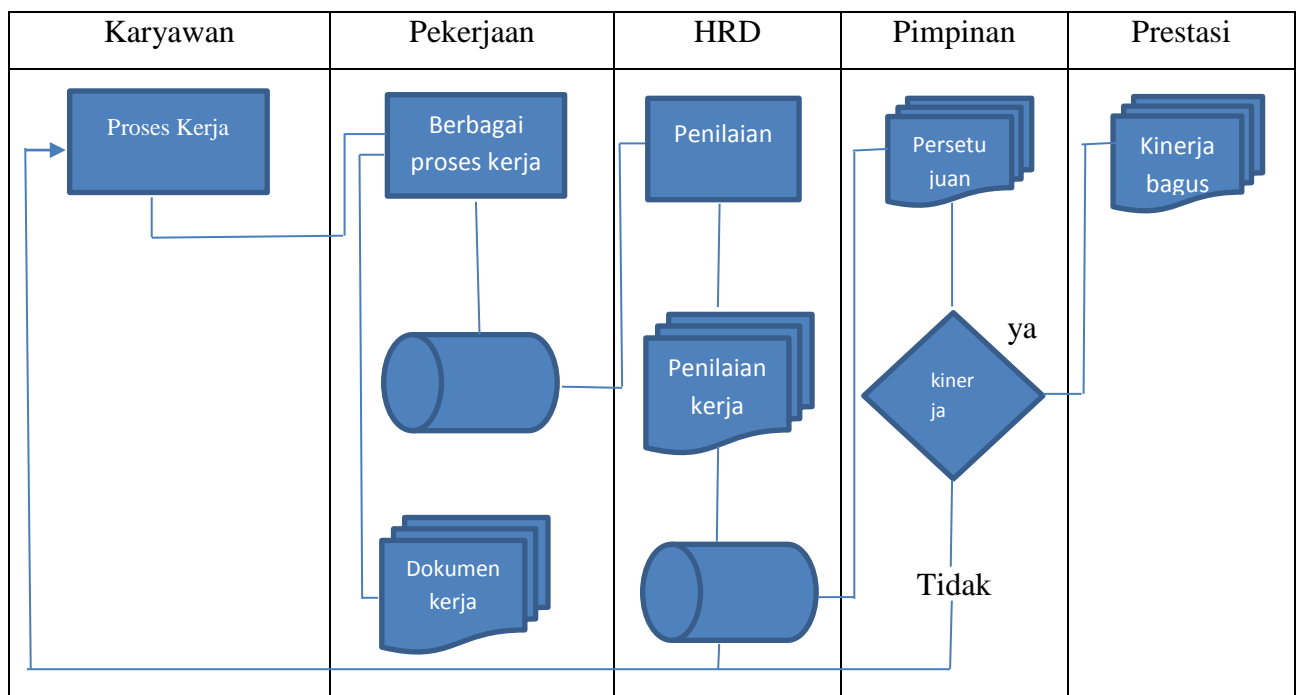 Karyawan
Pekerjaan
HRD
Pimpinan
Prestasi
Proses Kerja
Berbagai
proses kerja
Penilaian
Persetu
juan
Kinerja
bagus
Penilaian
kerja
ya
kiner
ja
Dokumen
kerja
Tidak